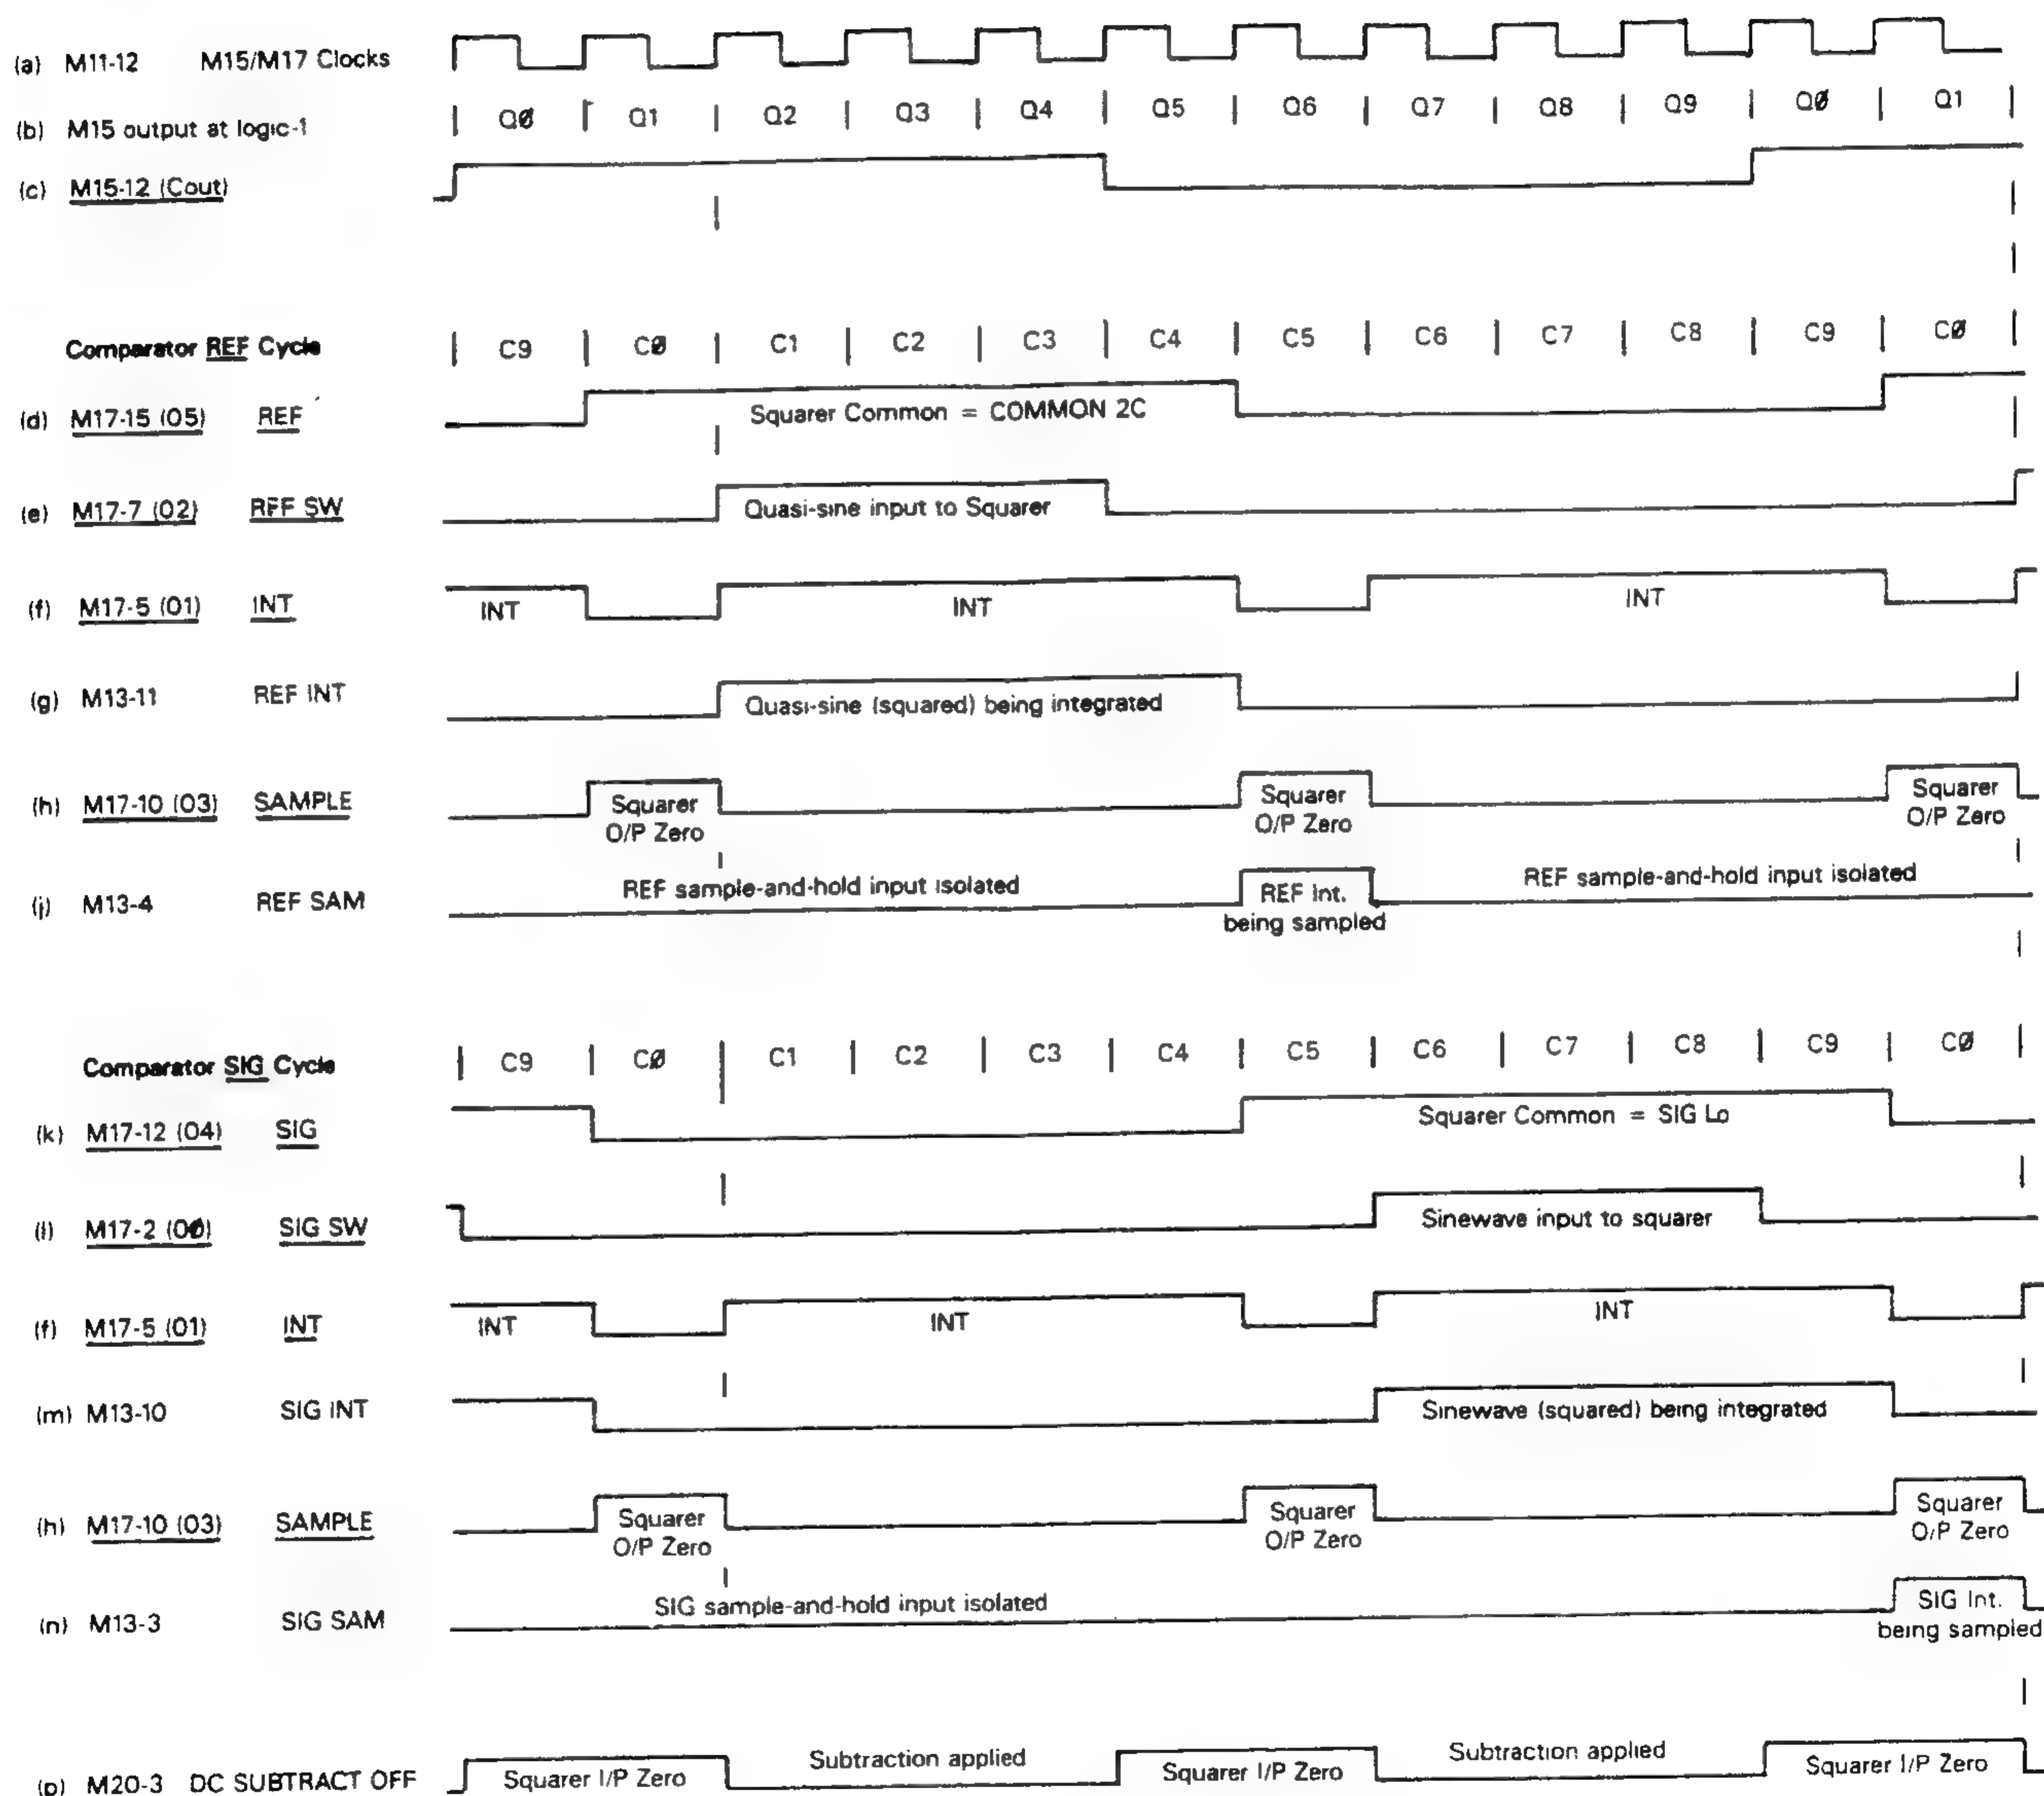 (a) M11-12 M15/M17 Clocks
(b) M15 output at logic-1 | QØ | Q1 | Q2 | Q3 | Q4 | Q5 | Q6 | Q7 | Q8 | Q9 | QØ | Q1 |
(c) M15-12 (Cout)
Comparator REF Cycle | C9 | CØ | C1 | C2 | C3 | C4 | C5 | C6 | C7 | C8 | C9 | CØ |
(d) M17-15 (O5) REF Squarer Common = COMMON 2C
(e) M17-7 (O2) REF SW Quasi-sine input to Squarer
(f) M17-5 (O1) INT INT INT INT
(g) M13-11 REF INT Quasi-sine (squared) being integrated
(h) M17-10 (O3) SAMPLE Squarer Squarer Squarer
O/P Zero O/P Zero O/P Zero
(j) M13-4 REF SAM REF sample-and-hold input isolated REF Int. REF sample-and-hold input isolated
being sampled
Comparator SIG Cycle | C9 | CØ | C1 | C2 | C3 | C4 | C5 | C6 | C7 | C8 | C9 | CØ |
(k) M17-12 (O4) SIG Squarer Common = SIG Lo
(l) M17-2 (OØ) SIG SW Sinewave input to squarer
(f) M17-5 (O1) INT INT INT INT
(m) M13-10 SIG INT Sinewave (squared) being integrated
(h) M17-10 (O3) SAMPLE Squarer Squarer Squarer
O/P Zero O/P Zero O/P Zero
(n) M13-3 SIG SAM SIG sample-and-hold input isolated SIG Int.
being sampled
(p) M20-3 DC SUBTRACT OFF Squarer I/P Zero Subtraction applied Squarer I/P Zero Subtraction applied Squarer I/P Zero